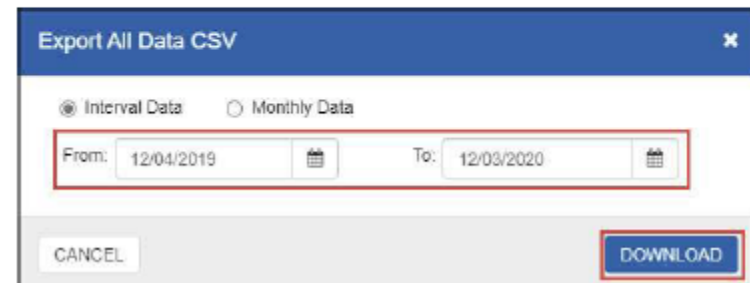 Export All Data CSV ×
Interval Data Monthly Data
From: 12/04/2019 To: 12/03/2020
CANCEL DOWNLOAD